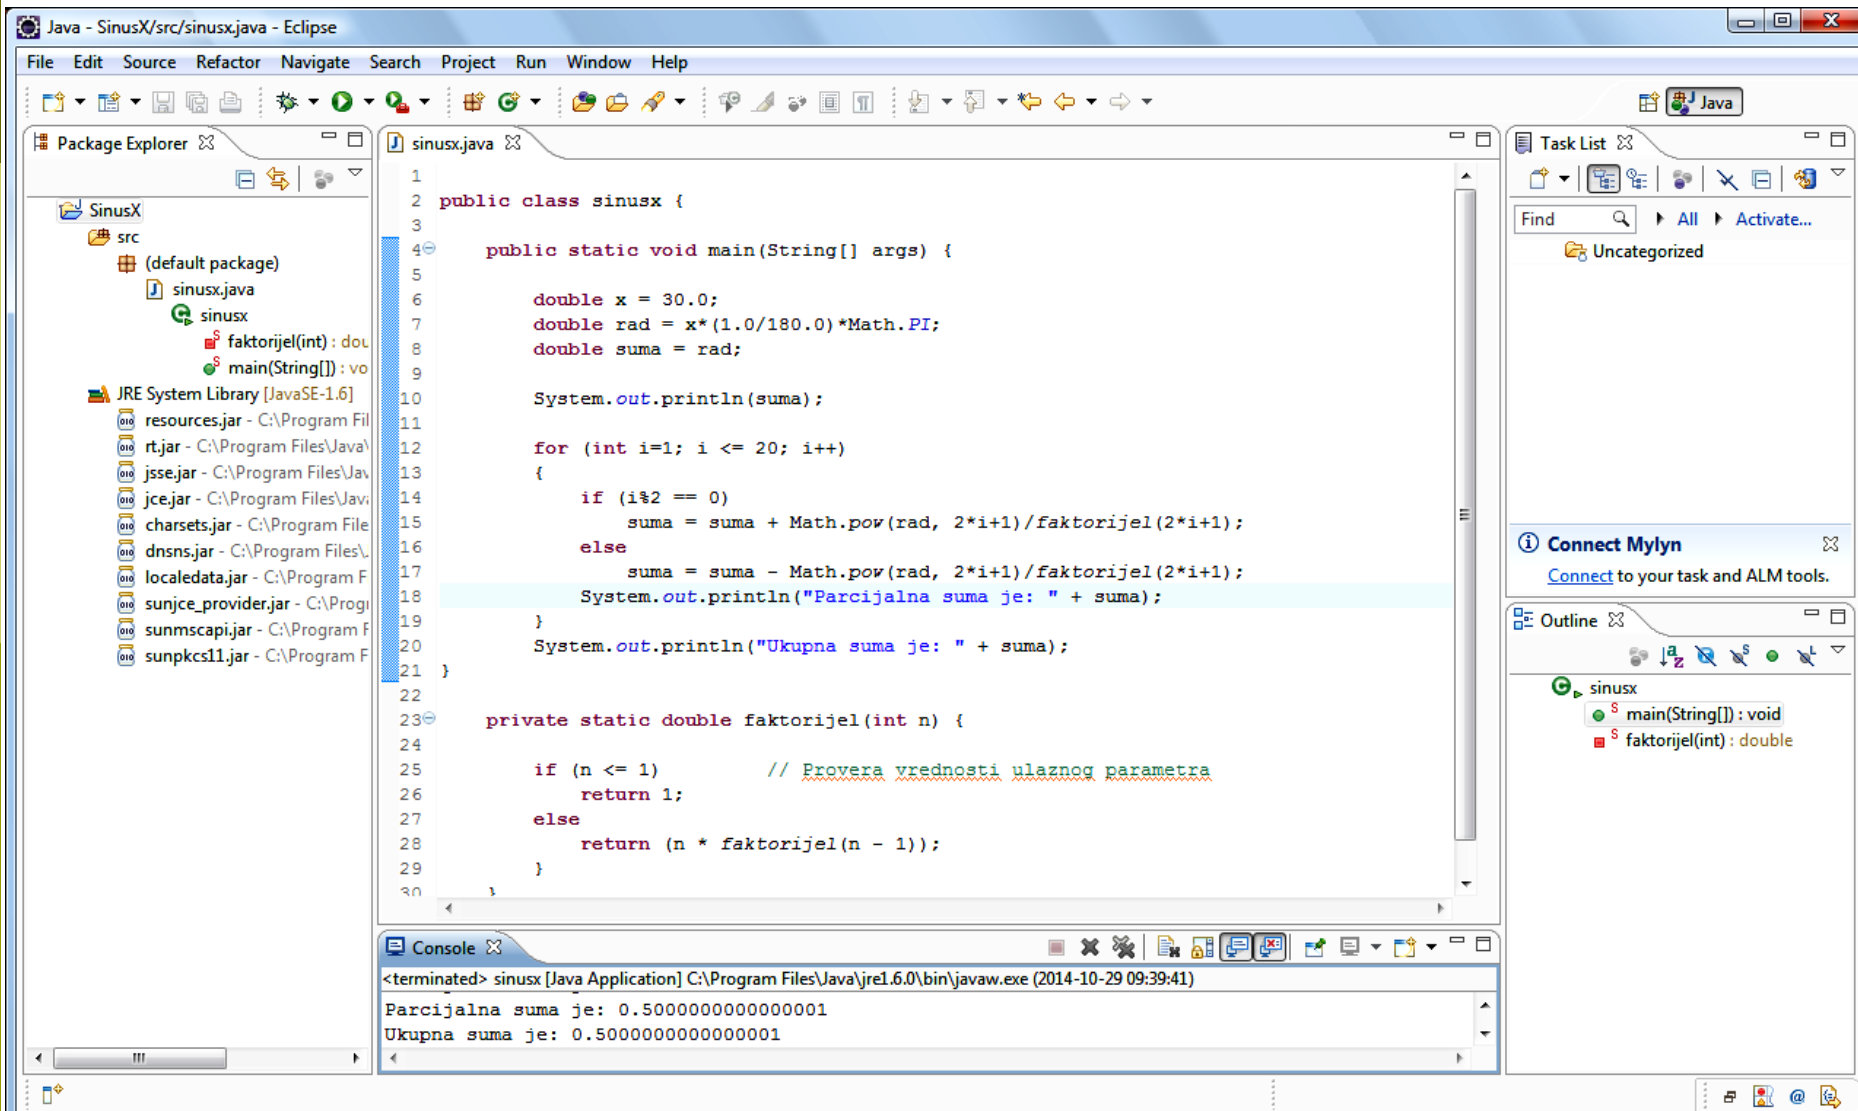 Java - SinusX/src/sinusx.java - Eclipse
File Edit Source Refactor Navigate Search Project Run Window Help
Java
Package Explorer
SinusX
src
(default package)
sinusx.java
sinusx
faktorijel(int) : dou
main(String[]) : vo
JRE System Library [JavaSE-1.6]
resources.jar - C:\Program Fil
rt.jar - C:\Program Files\Java\
jsse.jar - C:\Program Files\Jav
jce.jar - C:\Program Files\Java
charsets.jar - C:\Program File
dnsns.jar - C:\Program Files\
localedata.jar - C:\Program F
sunjce_provider.jar - C:\Progr
sunmscapi.jar - C:\Program F
sunpkcs11.jar - C:\Program F
sinusx.java
1
2 public class sinusx {
3
4 public static void main(String[] args) {
5
6 double x = 30.0;
7 double rad = x*(1.0/180.0)*Math.PI;
8 double suma = rad;
9
10 System.out.println(suma);
11
12 for (int i=1; i <= 20; i++)
13 {
14 if (i%2 == 0)
15 suma = suma + Math.pow(rad, 2*i+1)/faktorijel(2*i+1);
16 else
17 suma = suma - Math.pow(rad, 2*i+1)/faktorijel(2*i+1);
18 System.out.println("Parcijalna suma je: " + suma);
19 }
20 System.out.println("Ukupna suma je: " + suma);
21 }
22
23 private static double faktorijel(int n) {
24
25 if (n <= 1) // Provera vrednosti ulaznog parametra
26 return 1;
27 else
28 return (n * faktorijel(n - 1));
29 }
30 }
Console
<terminated> sinusx [Java Application] C:\Program Files\Java\jre1.6.0\bin\javaw.exe (2014-10-29 09:39:41)
Parcijalna suma je: 0.5000000000000001
Ukupna suma je: 0.5000000000000001
Task List
Find All Activate...
Uncategorized
Connect Mylyn
Connect to your task and ALM tools.
Outline
sinusx
main(String[]) : void
faktorijel(int) : double